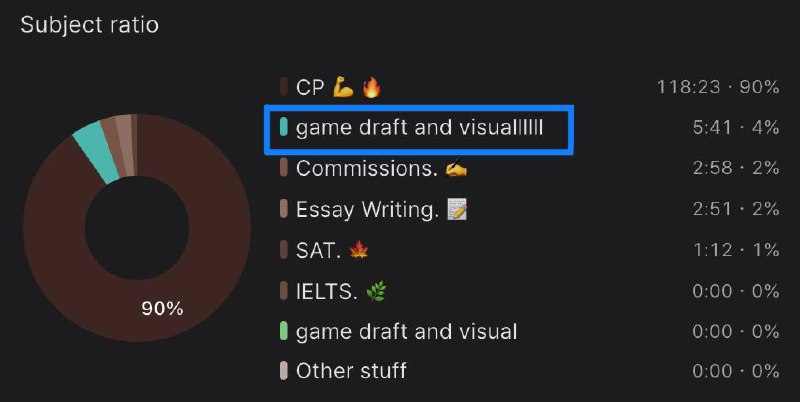 Subject ratio
CP 💪 🔥 118:23 · 90%
game draft and visuallllll 5:41 · 4%
Commissions. ✍️ 2:58 · 2%
Essay Writing. 📝 2:51 · 2%
SAT. 🍁 1:12 · 1%
IELTS. 🌿 0:00 · 0%
game draft and visual 0:00 · 0%
Other stuff 0:00 · 0%
90%